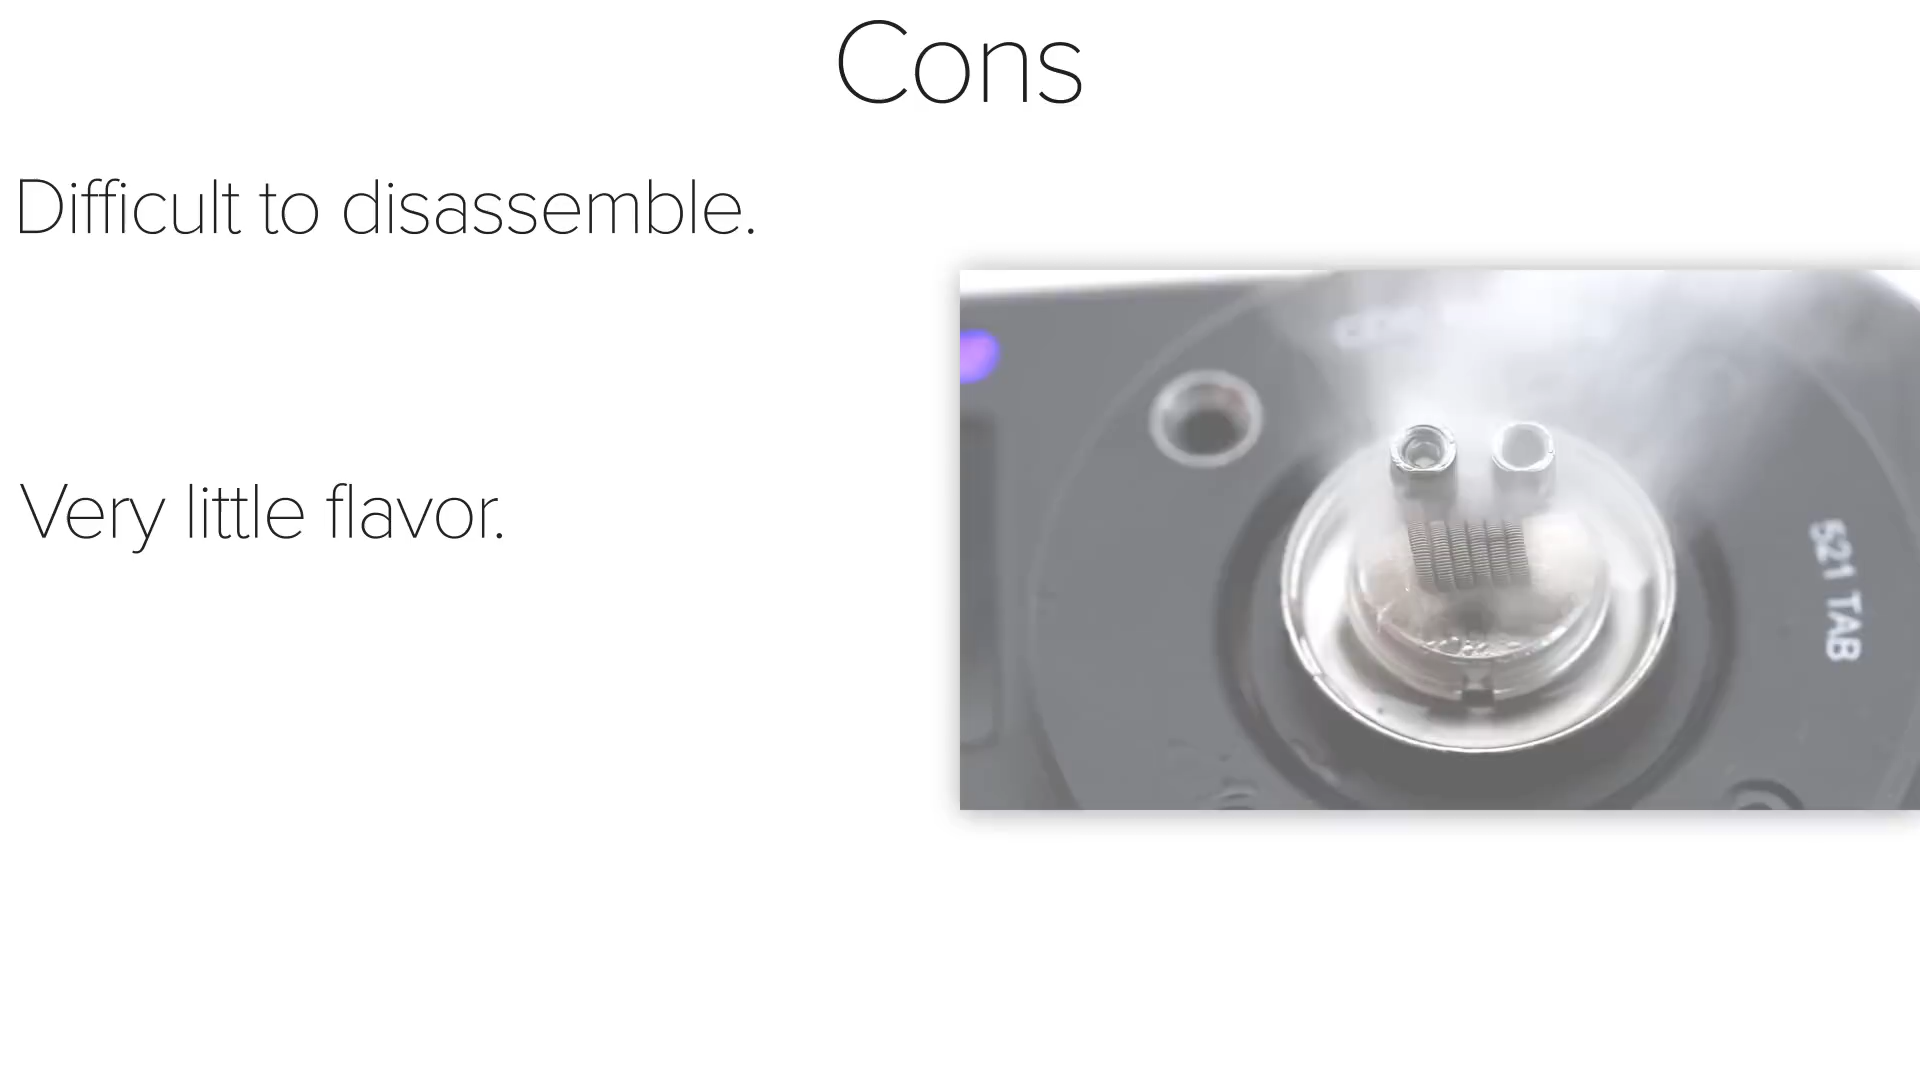 Cons
Difficult to disassemble.
Very little flavor.
521 TAB